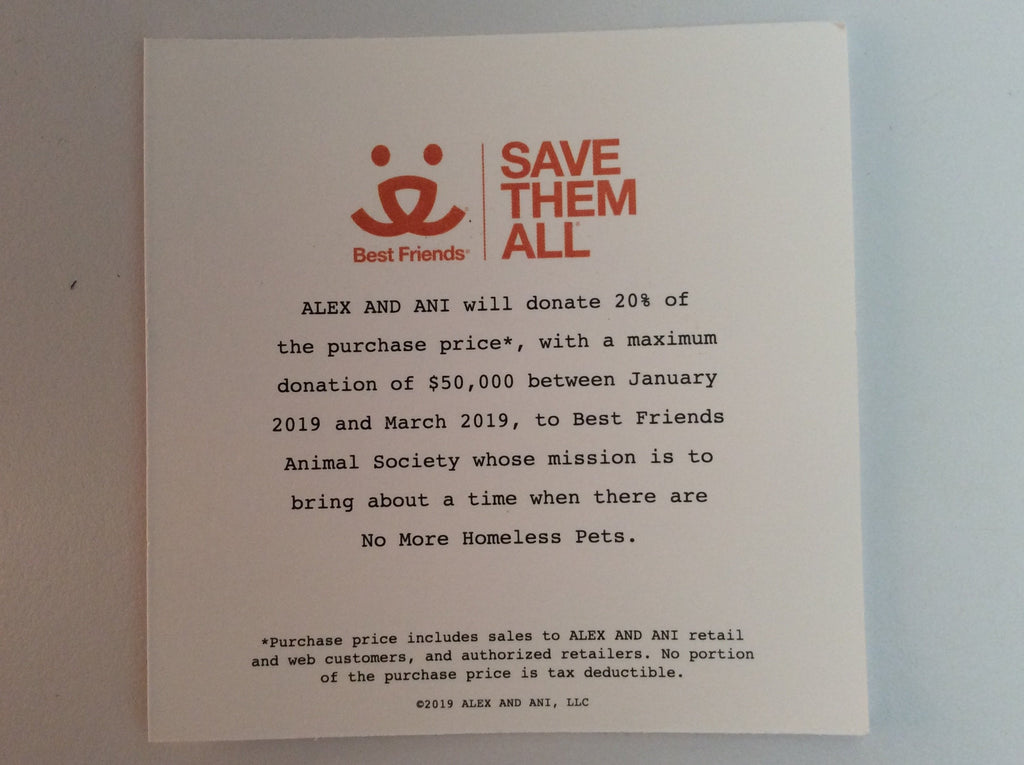 SAVE
THEM
ALL®
Best Friends®
ALEX AND ANI will donate 20% of
the purchase price*, with a maximum
donation of $50,000 between January
2019 and March 2019, to Best Friends
Animal Society whose mission is to
bring about a time when there are
No More Homeless Pets.
*Purchase price includes sales to ALEX AND ANI retail
and web customers, and authorized retailers. No portion
of the purchase price is tax deductible.
©2019 ALEX AND ANI, LLC